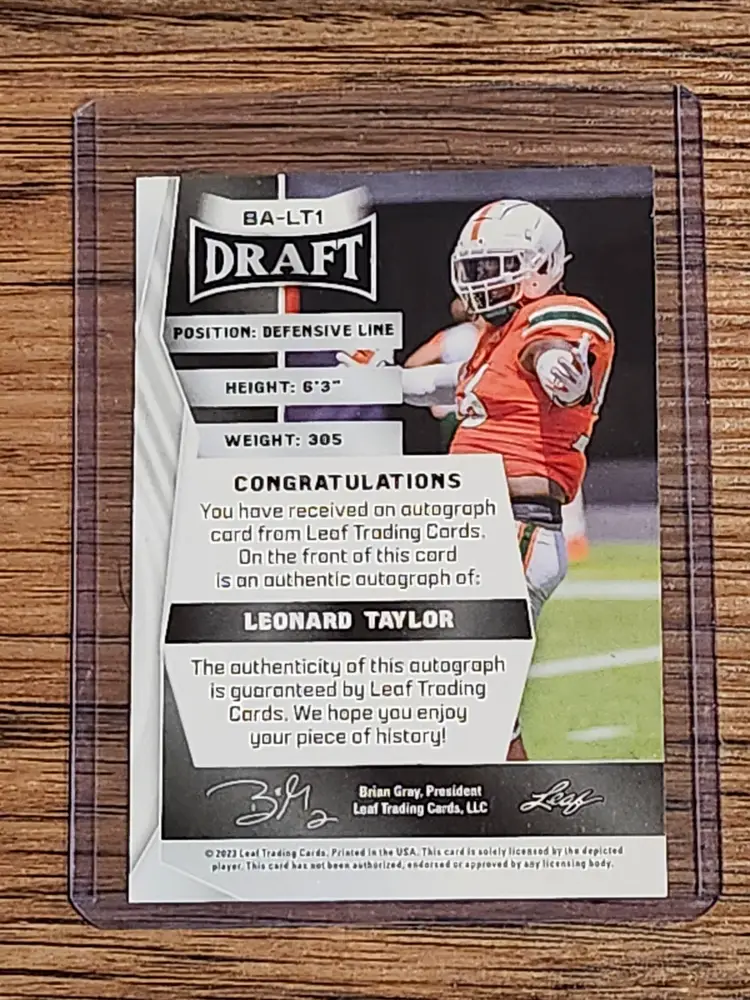 BA-LT1
DRAFT
POSITION: DEFENSIVE LINE
HEIGHT: 6'3"
WEIGHT: 305
CONGRATULATIONS
You have received an autograph
card from Leaf Trading Cards.
On the front of this card
is an authentic autograph of:
LEONARD TAYLOR
The authenticity of this autograph
is guaranteed by Leaf Trading
Cards. We hope you enjoy
your piece of history!
Brian Gray, President
Leaf Trading Cards, LLC
Leaf
© 2023 Leaf Trading Cards. Printed in the USA. This card is solely licensed by the depicted
player. This card has not been authorized, endorsed or approved by any licensing body.